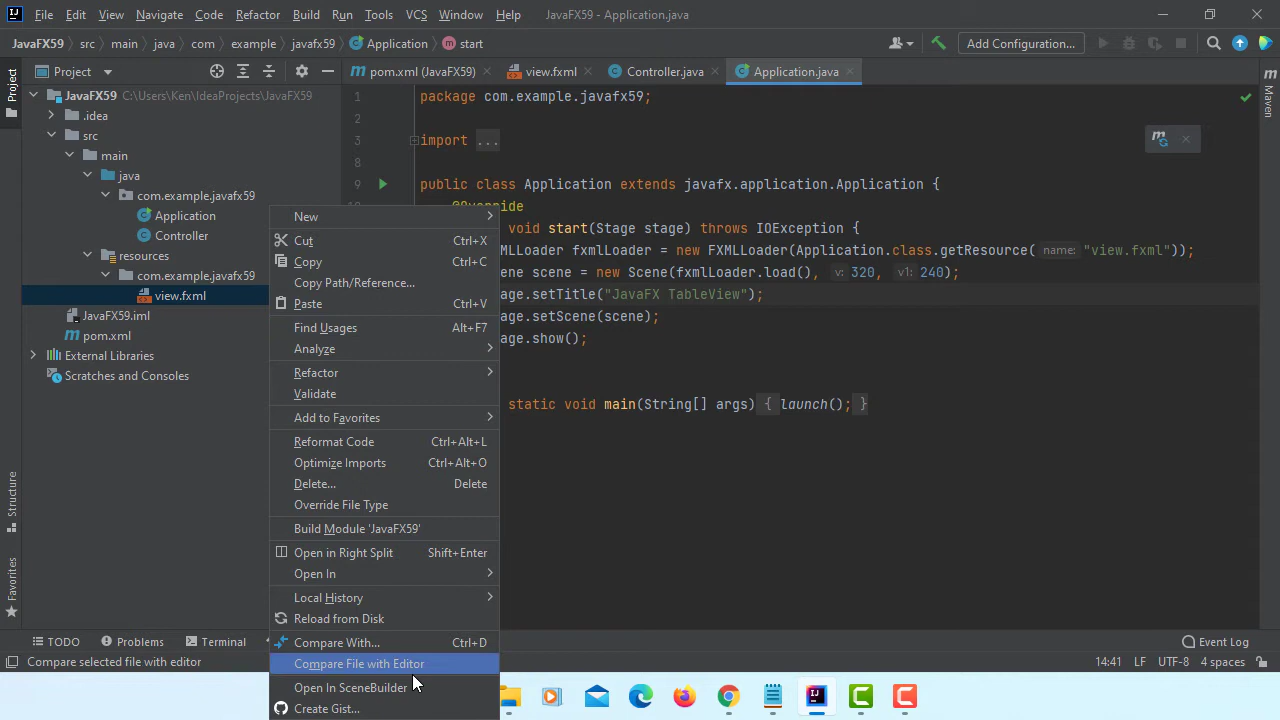 File Edit View Navigate Code Refactor Build Run Tools VCS Window Help JavaFX59 - Application.java
JavaFX59 src main java com example javafx59 Application start Add Configuration...
Project
pom.xml (JavaFX59) view.fxml Controller.java Application.java
Project
Maven
JavaFX59 C:\Users\Ken\IdeaProjects\JavaFX59
.idea
src
main
java
com.example.javafx59
Application
Controller
resources
com.example.javafx59
view.fxml
JavaFX59.iml
pom.xml
External Libraries
Scratches and Consoles
1 package com.example.javafx59;
2
3 import ...
8
9 public class Application extends javafx.application.Application {
@Override
void start(Stage stage) throws IOException {
MLLoader fxmlLoader = new FXMLLoader(Application.class.getResource( name: "view.fxml"));
ene scene = new Scene(fxmlLoader.load(), v: 320, v1: 240);
age.setTitle("JavaFX TableView");
age.setScene(scene);
age.show();
static void main(String[] args) { launch(); }
New
Cut Ctrl+X
Copy Ctrl+C
Copy Path/Reference...
Paste Ctrl+V
Find Usages Alt+F7
Analyze
Refactor
Validate
Add to Favorites
Reformat Code Ctrl+Alt+L
Optimize Imports Ctrl+Alt+O
Delete... Delete
Override File Type
Build Module 'JavaFX59'
Open in Right Split Shift+Enter
Open In
Local History
Reload from Disk
Compare With... Ctrl+D
Compare File with Editor
Open In SceneBuilder
Create Gist...
Structure
Favorites
TODO Problems Terminal Event Log
Compare selected file with editor 14:41 LF UTF-8 4 spaces